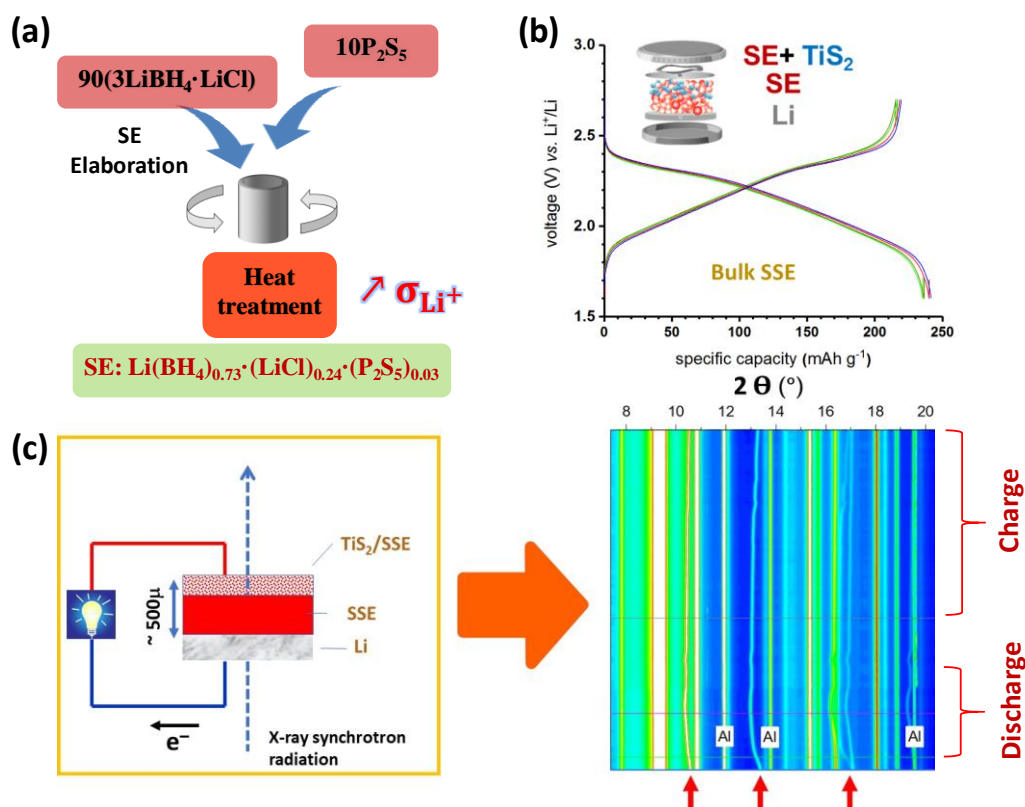 (a)
90(3LiBH₄·LiCl)
10P₂S₅
SE
Elaboration
Heat
treatment
↗ σ_Li⁺
SE: Li(BH₄)₀.₇₃·(LiCl)₀.₂₄·(P₂S₅)₀.₀₃
(b)
voltage (V) vs. Li⁺/Li
3.0
2.5
2.0
1.5
SE+ TiS₂
SE
Li
Bulk SSE
0 50 100 150 200 250
specific capacity (mAh g⁻¹)
(c)
TiS₂/SSE
SSE
Li
~ 500μ
e⁻
X-ray synchrotron
radiation
2 Θ (°)
8 10 12 14 16 18 20
Charge
Discharge
Al
Al
Al